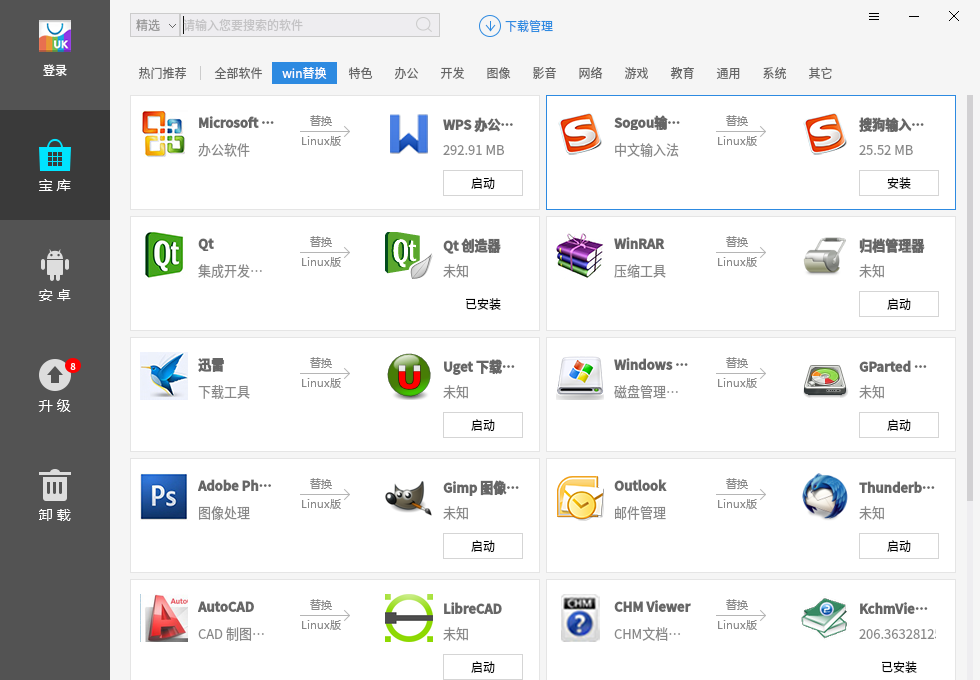 UK
登录
宝 库
安 卓
8
升 级
卸 载
精选
请输入您要搜索的软件
下载管理
热门推荐 全部软件 win替换 特色 办公 开发 图像 影音 网络 游戏 教育 通用 系统 其它
Microsoft ···
办公软件
替换
Linux版
WPS 办公···
292.91 MB
启动
Sogou输···
中文输入法
替换
Linux版
搜狗输入···
25.52 MB
安装
Qt
Qt
集成开发···
替换
Linux版
Qt
Qt 创造器
未知
已安装
WinRAR
压缩工具
替换
Linux版
归档管理器
未知
启动
迅雷
下载工具
替换
Linux版
Uget 下载···
未知
启动
Windows ···
磁盘管理···
替换
Linux版
GParted ···
未知
启动
Ps
Adobe Ph···
图像处理
替换
Linux版
Gimp 图像···
未知
启动
Outlook
邮件管理
替换
Linux版
Thunderb···
未知
启动
Auto
AutoCAD
CAD 制图···
替换
Linux版
LibreCAD
未知
启动
CHM
?
CHM Viewer
CHM文档···
替换
Linux版
?
KchmVie···
206.3632812
已安装